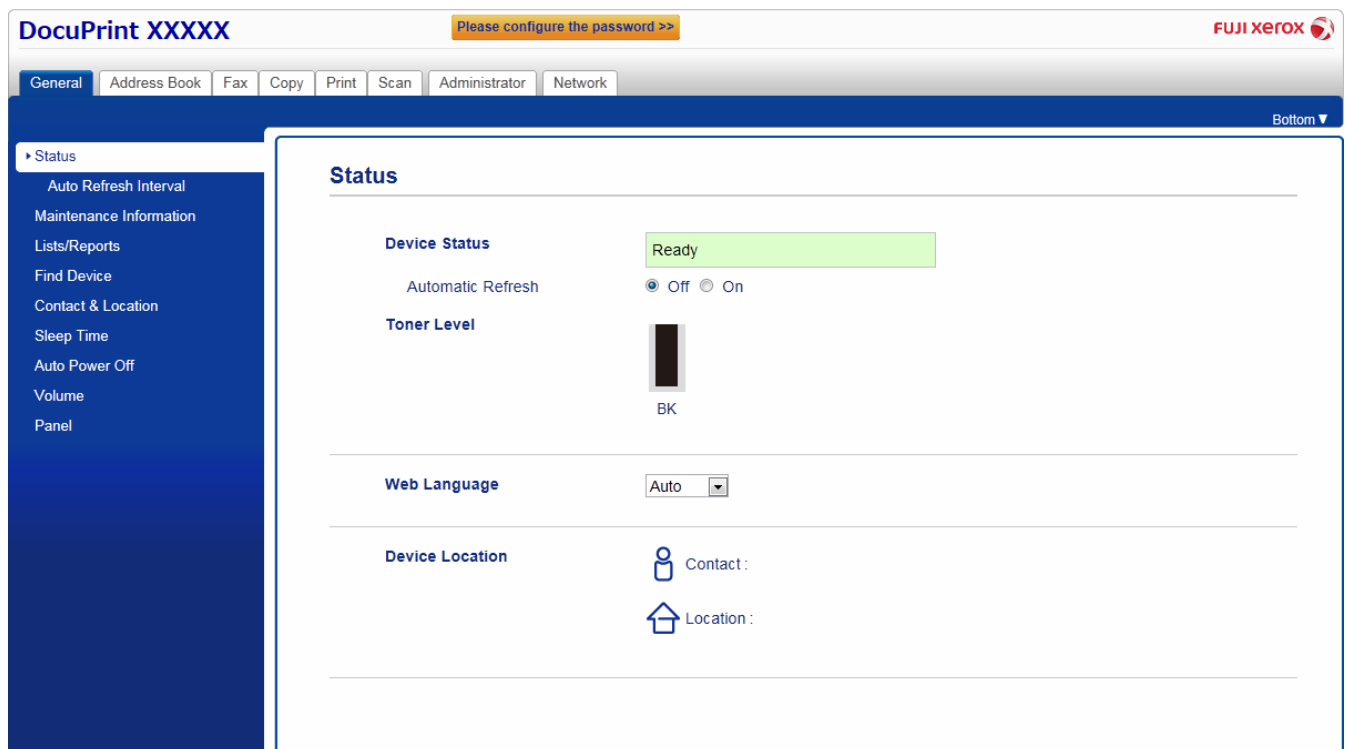 DocuPrint XXXXX
Please configure the password >>
FUJI xerox
General Address Book Fax Copy Print Scan Administrator Network
Bottom▼
Status
Auto Refresh Interval
Maintenance Information
Lists/Reports
Find Device
Contact & Location
Sleep Time
Auto Power Off
Volume
Panel
Status
Device Status Ready
Automatic Refresh Off On
Toner Level
BK
Web Language Auto
Device Location Contact :
Location :